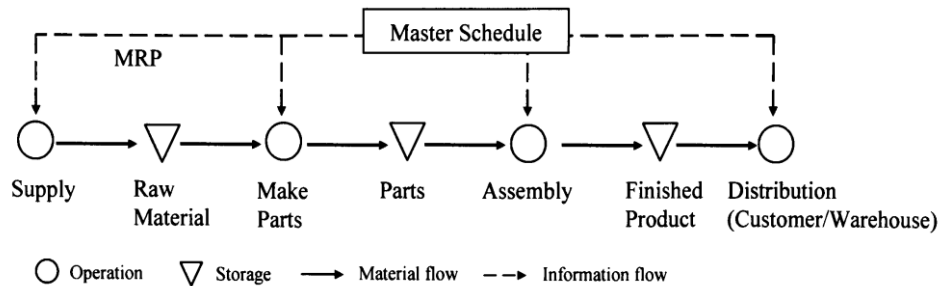 Master Schedule
MRP
Supply
Raw
Material
Make
Parts
Parts
Assembly
Finished
Product
Distribution
(Customer/Warehouse)
Operation
Storage
Material flow
Information flow